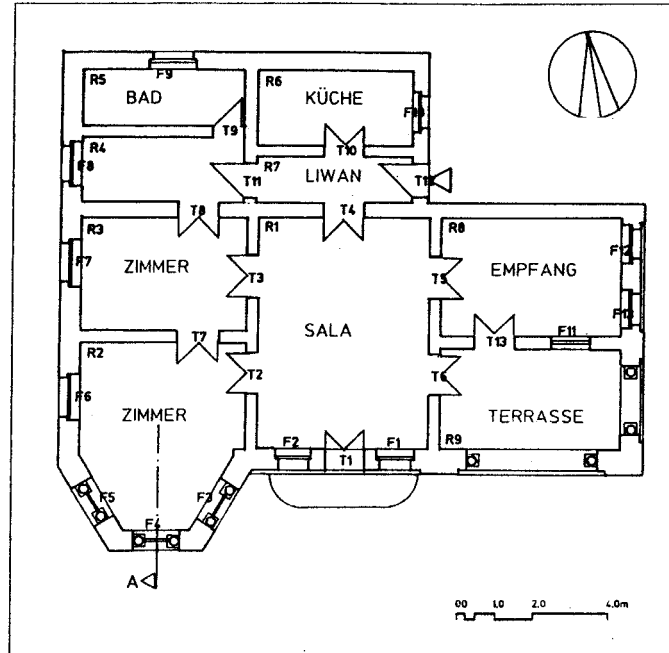 F9
R5
BAD
R6
KÜCHE
T9
R4
F8
T10
R7
LIWAN
T11
T8
T4
R3
R1
R8
F7
ZIMMER
T3
T5
EMPFANG
T7
SALA
T13
F11
R2
T2
T6
F6
ZIMMER
TERRASSE
F2
F1
R9
T1
F5
F3
F4
A
0.0 1.0 2.0 4.0m